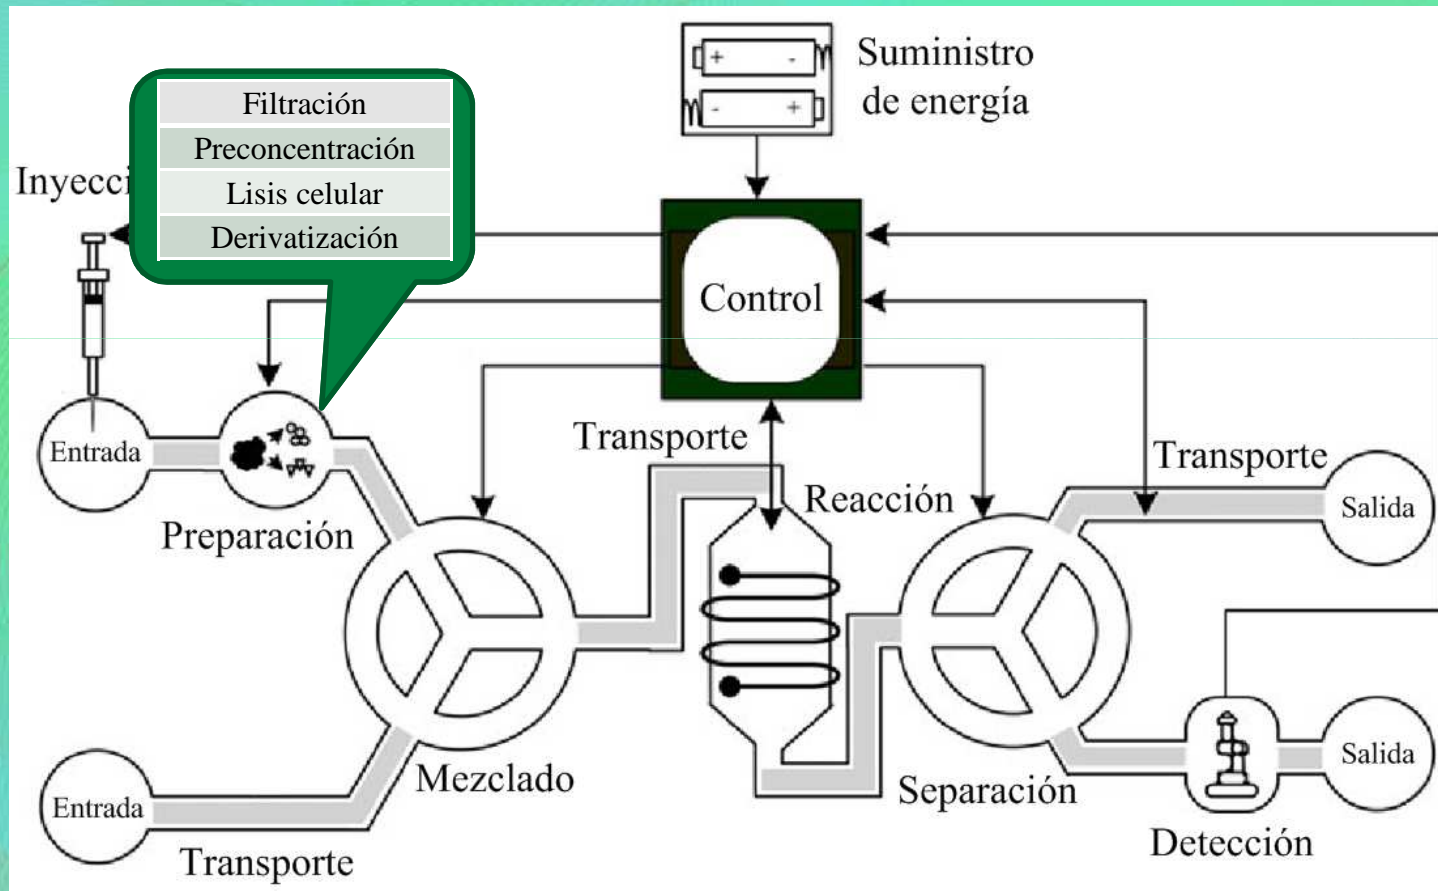 Suministro
de energía
Filtración
Preconcentración
Lisis celular
Derivatización
Inyecci
+ -
- +
Control
Transporte
Entrada
Transporte
Reacción
Salida
Preparación
Mezclado
Separación
Salida
Entrada
Detección
Transporte